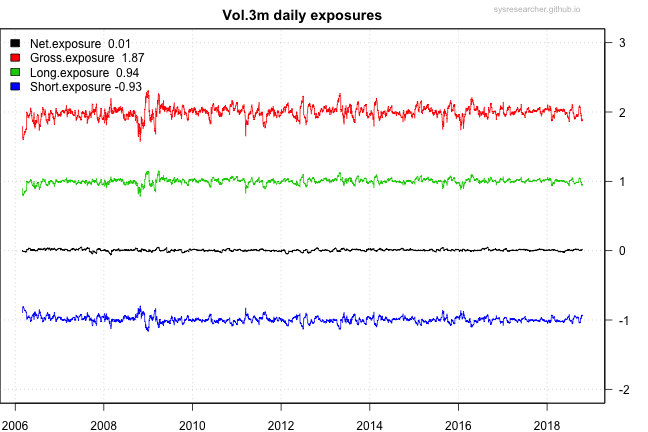 Vol.3m daily exposures
sysresearcher.github.io
Net.exposure 0.01
Gross.exposure 1.87
Long.exposure 0.94
Short.exposure -0.93
3
2
1
0
-1
-2
2006 2008 2010 2012 2014 2016 2018